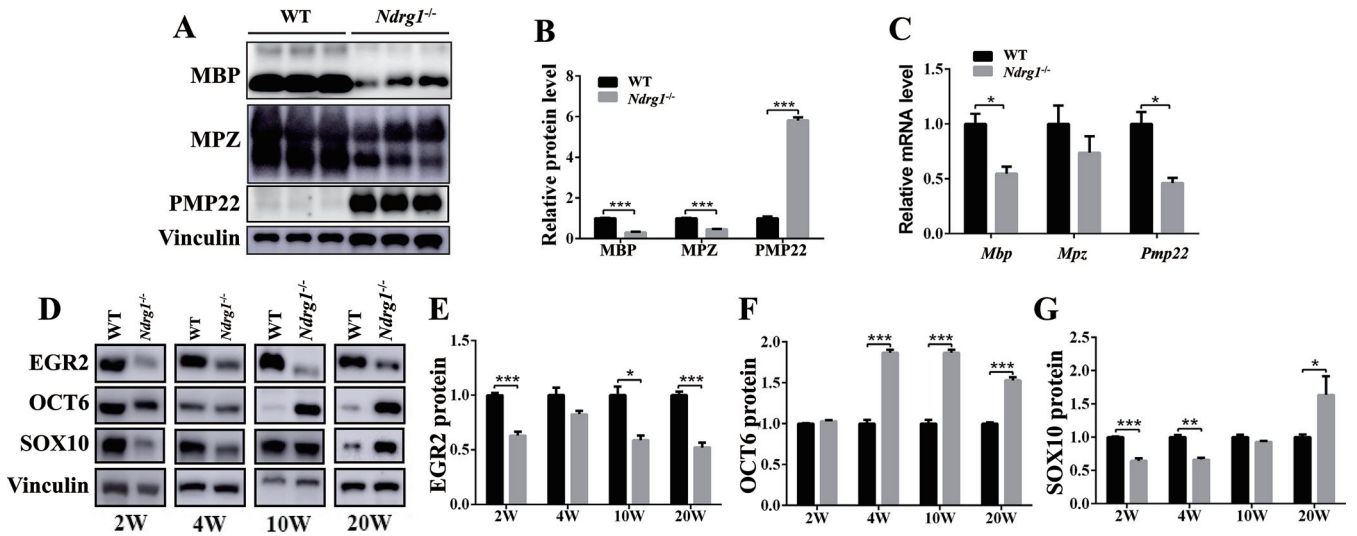 A
WT Ndrg1-/-
MBP
MPZ
PMP22
Vinculin
B
WT
Ndrg1-/-
Relative protein level
8
6
4
2
0
*** *** ***
MBP MPZ PMP22
C
WT
Ndrg1-/-
Relative mRNA level
1.5
1.0
0.5
0.0
* *
Mbp Mpz Pmp22
D
WT Ndrg1-/- WT Ndrg1-/- WT Ndrg1-/- WT Ndrg1-/-
EGR2
OCT6
SOX10
Vinculin
2W 4W 10W 20W
E
EGR2 protein
1.5
1.0
0.5
0.0
*** * ***
2W 4W 10W 20W
F
OCT6 protein
2.0
1.5
1.0
0.0
*** *** ***
2W 4W 10W 20W
G
SOX10 protein
2.0
1.5
1.0
0.5
0.0
*** ** *
2W 4W 10W 20W